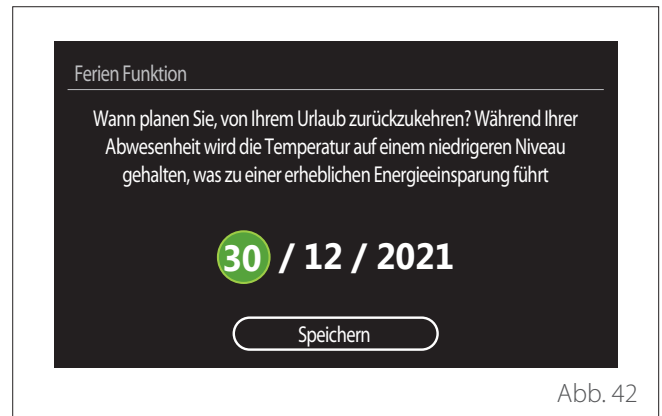 Ferien Funktion
Wann planen Sie, von Ihrem Urlaub zurückzukehren? Während Ihrer
Abwesenheit wird die Temperatur auf einem niedrigeren Niveau
gehalten, was zu einer erheblichen Energieeinsparung führt
30 / 12 / 2021
Speichern
Abb. 42